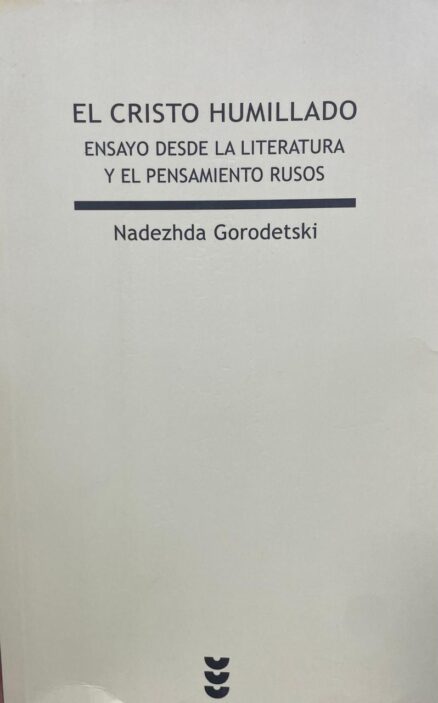 EL CRISTO HUMILLADO
ENSAYO DESDE LA LITERATURA
Y EL PENSAMIENTO RUSOS
Nadezhda Gorodetski